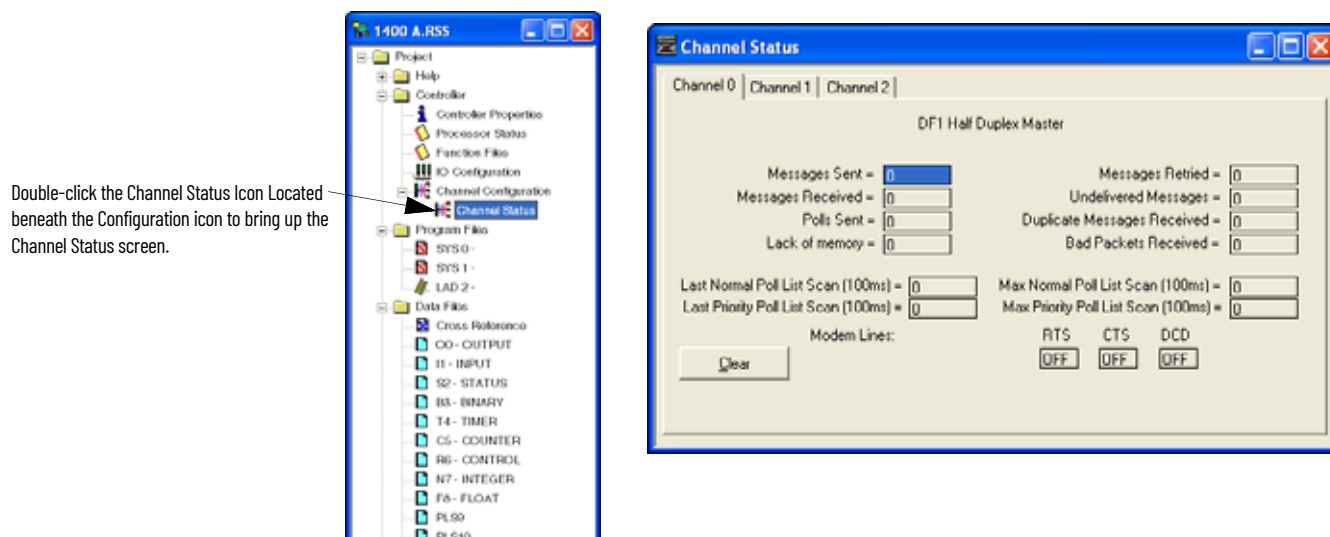 Double-click the Channel Status Icon Located
beneath the Configuration icon to bring up the
Channel Status screen.
1400 A.RSS
Project
Help
Controller
Controller Properties
Processor Status
Function Files
IO Configuration
Channel Configuration
Channel Status
Program Files
SYS 0 -
SYS 1 -
LAD 2 -
Data Files
Cross Reference
O0 - OUTPUT
I1 - INPUT
S2 - STATUS
B3 - BINARY
T4 - TIMER
C5 - COUNTER
R6 - CONTROL
N7 - INTEGER
F8 - FLOAT
PLS9
PLS10
Channel Status
Channel 0 Channel 1 Channel 2
DF1 Half Duplex Master
Messages Sent = 0 Messages Retried = 0
Messages Received = 0 Undelivered Messages = 0
Polls Sent = 0 Duplicate Messages Received = 0
Lack of memory = 0 Bad Packets Received = 0
Last Normal Poll List Scan (100ms) = 0 Max Normal Poll List Scan (100ms) = 0
Last Priority Poll List Scan (100ms) = 0 Max Priority Poll List Scan (100ms) = 0
Modem Lines: RTS CTS DCD
Clear OFF OFF OFF